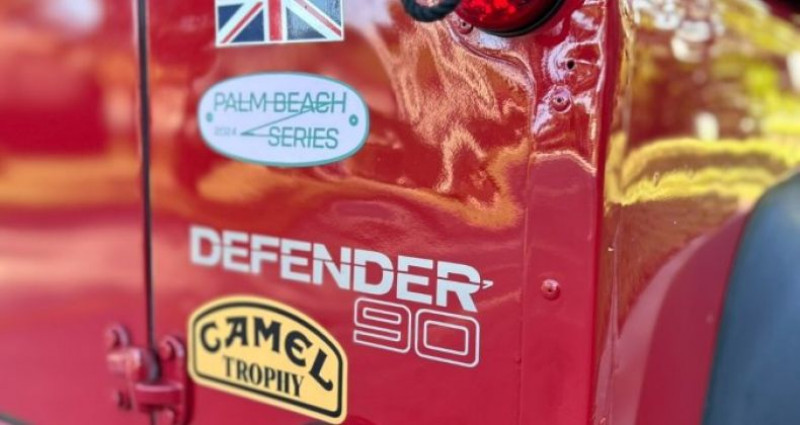 PALM BEACH
2024
SERIES
DEFENDER
90
CAMEL
TROPHY